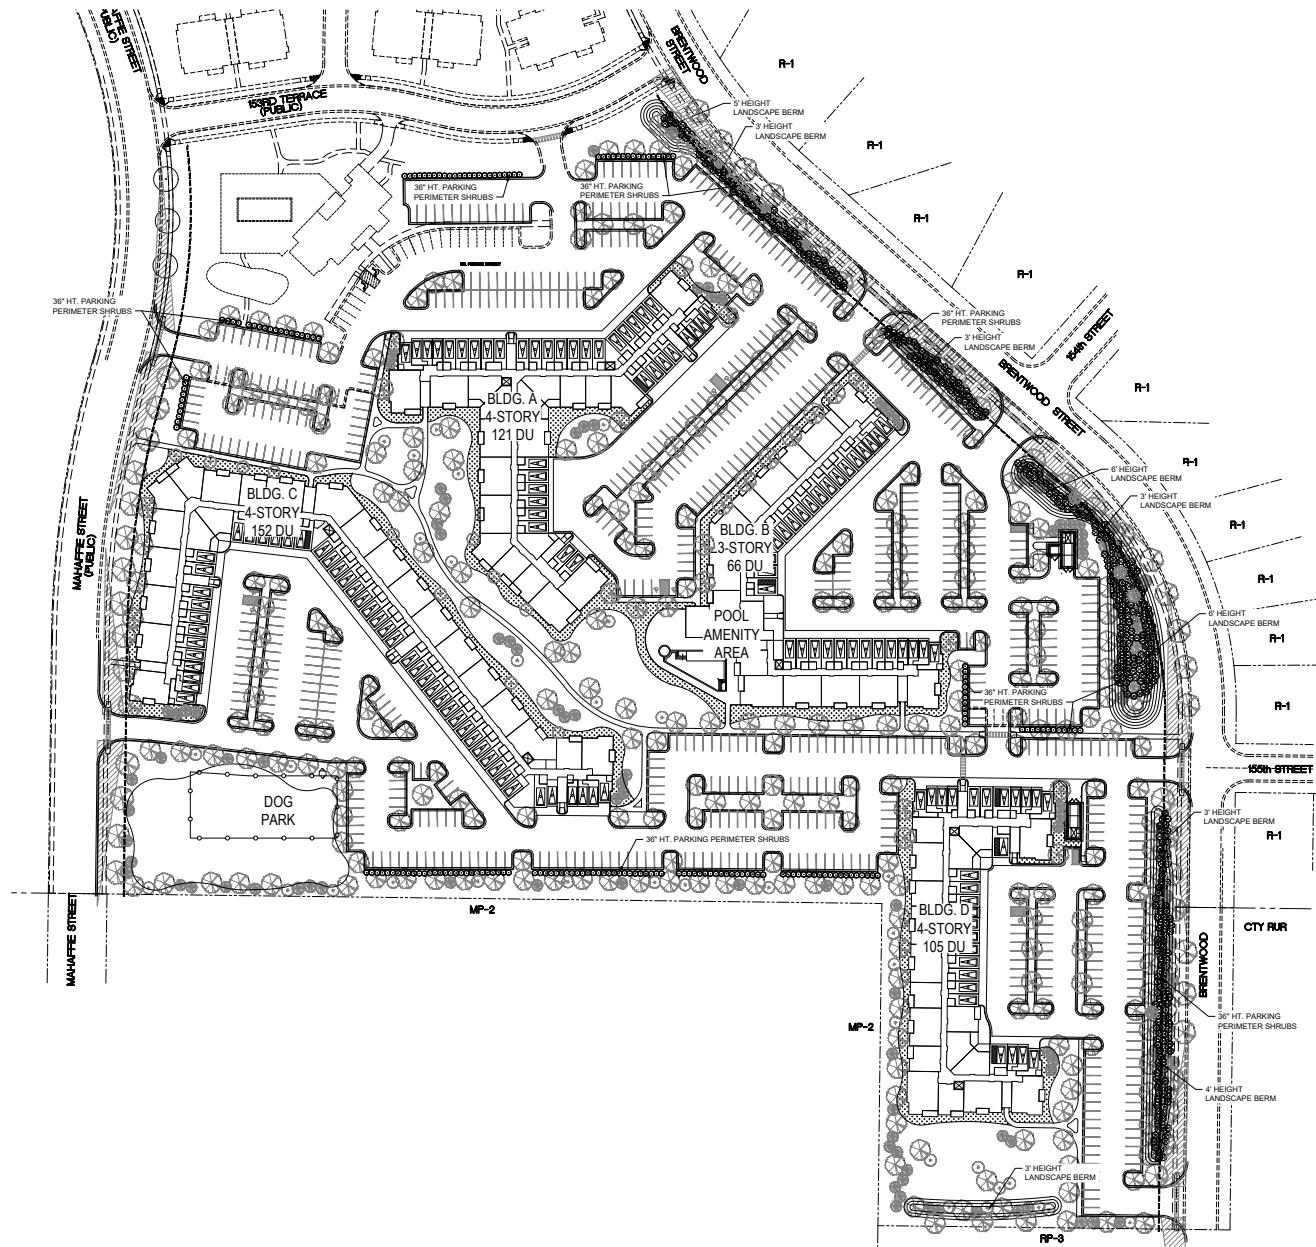 MAHAFFIE STREET
(PUBLIC)
BRENTWOOD
STREET
R-1
153RD TERRACE
(PUBLIC)
5' HEIGHT
LANDSCAPE BERM
3' HEIGHT
LANDSCAPE BERM
R-1
36" HT. PARKING
PERIMETER SHRUBS
36" HT. PARKING
PERIMETER SHRUBS
R-1
R-1
36" HT. PARKING
PERIMETER SHRUBS
36" HT. PARKING
PERIMETER SHRUBS
3' HEIGHT
LANDSCAPE BERM
154th STREET
BRENTWOOD STREET
R-1
BLDG. A
4-STORY
121 DU
R-1
6' HEIGHT
LANDSCAPE BERM
3' HEIGHT
LANDSCAPE BERM
BLDG. C
4-STORY
152 DU
MAHAFFIE STREET
(PUBLIC)
R-1
BLDG. B
3-STORY
66 DU
R-1
POOL
AMENITY
AREA
6' HEIGHT
LANDSCAPE BERM
R-1
36" HT. PARKING
PERIMETER SHRUBS
R-1
155th STREET
DOG
PARK
3' HEIGHT
LANDSCAPE BERM
R-1
36" HT. PARKING PERIMETER SHRUBS
MP-2
MAHAFFIE STREET
BLDG. D
4-STORY
105 DU
CTY RUR
BRENTWOOD
MP-2
36" HT. PARKING
PERIMETER SHRUBS
4' HEIGHT
LANDSCAPE BERM
3' HEIGHT
LANDSCAPE BERM
RP-3